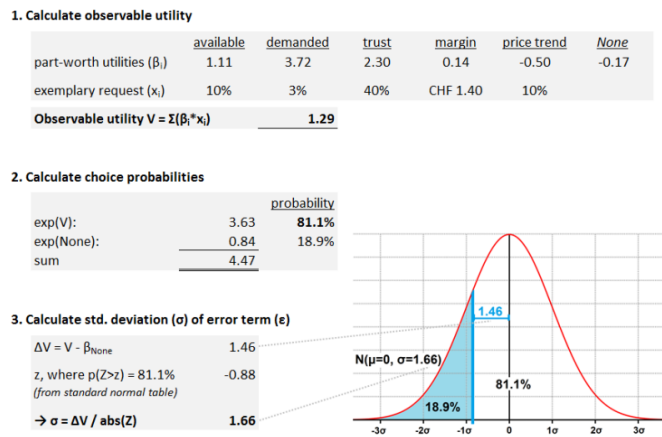 1. Calculate observable utility
available demanded trust margin price trend None
part-worth utilities (βᵢ) 1.11 3.72 2.30 0.14 -0.50 -0.17
exemplary request (xᵢ) 10% 3% 40% CHF 1.40 10%
Observable utility V = Σ(βᵢ*xᵢ) 1.29
2. Calculate choice probabilities
probability
exp(V): 3.63 81.1%
exp(None): 0.84 18.9%
sum 4.47
3. Calculate std. deviation (σ) of error term (ε)
ΔV = V - βNone 1.46
z, where p(Z>z) = 81.1% -0.88
(from standard normal table)
→ σ = ΔV / abs(Z) 1.66
1.46
N(μ=0, σ=1.66)
81.1%
18.9%
-3σ -2σ -1σ 0 1σ 2σ 3σ